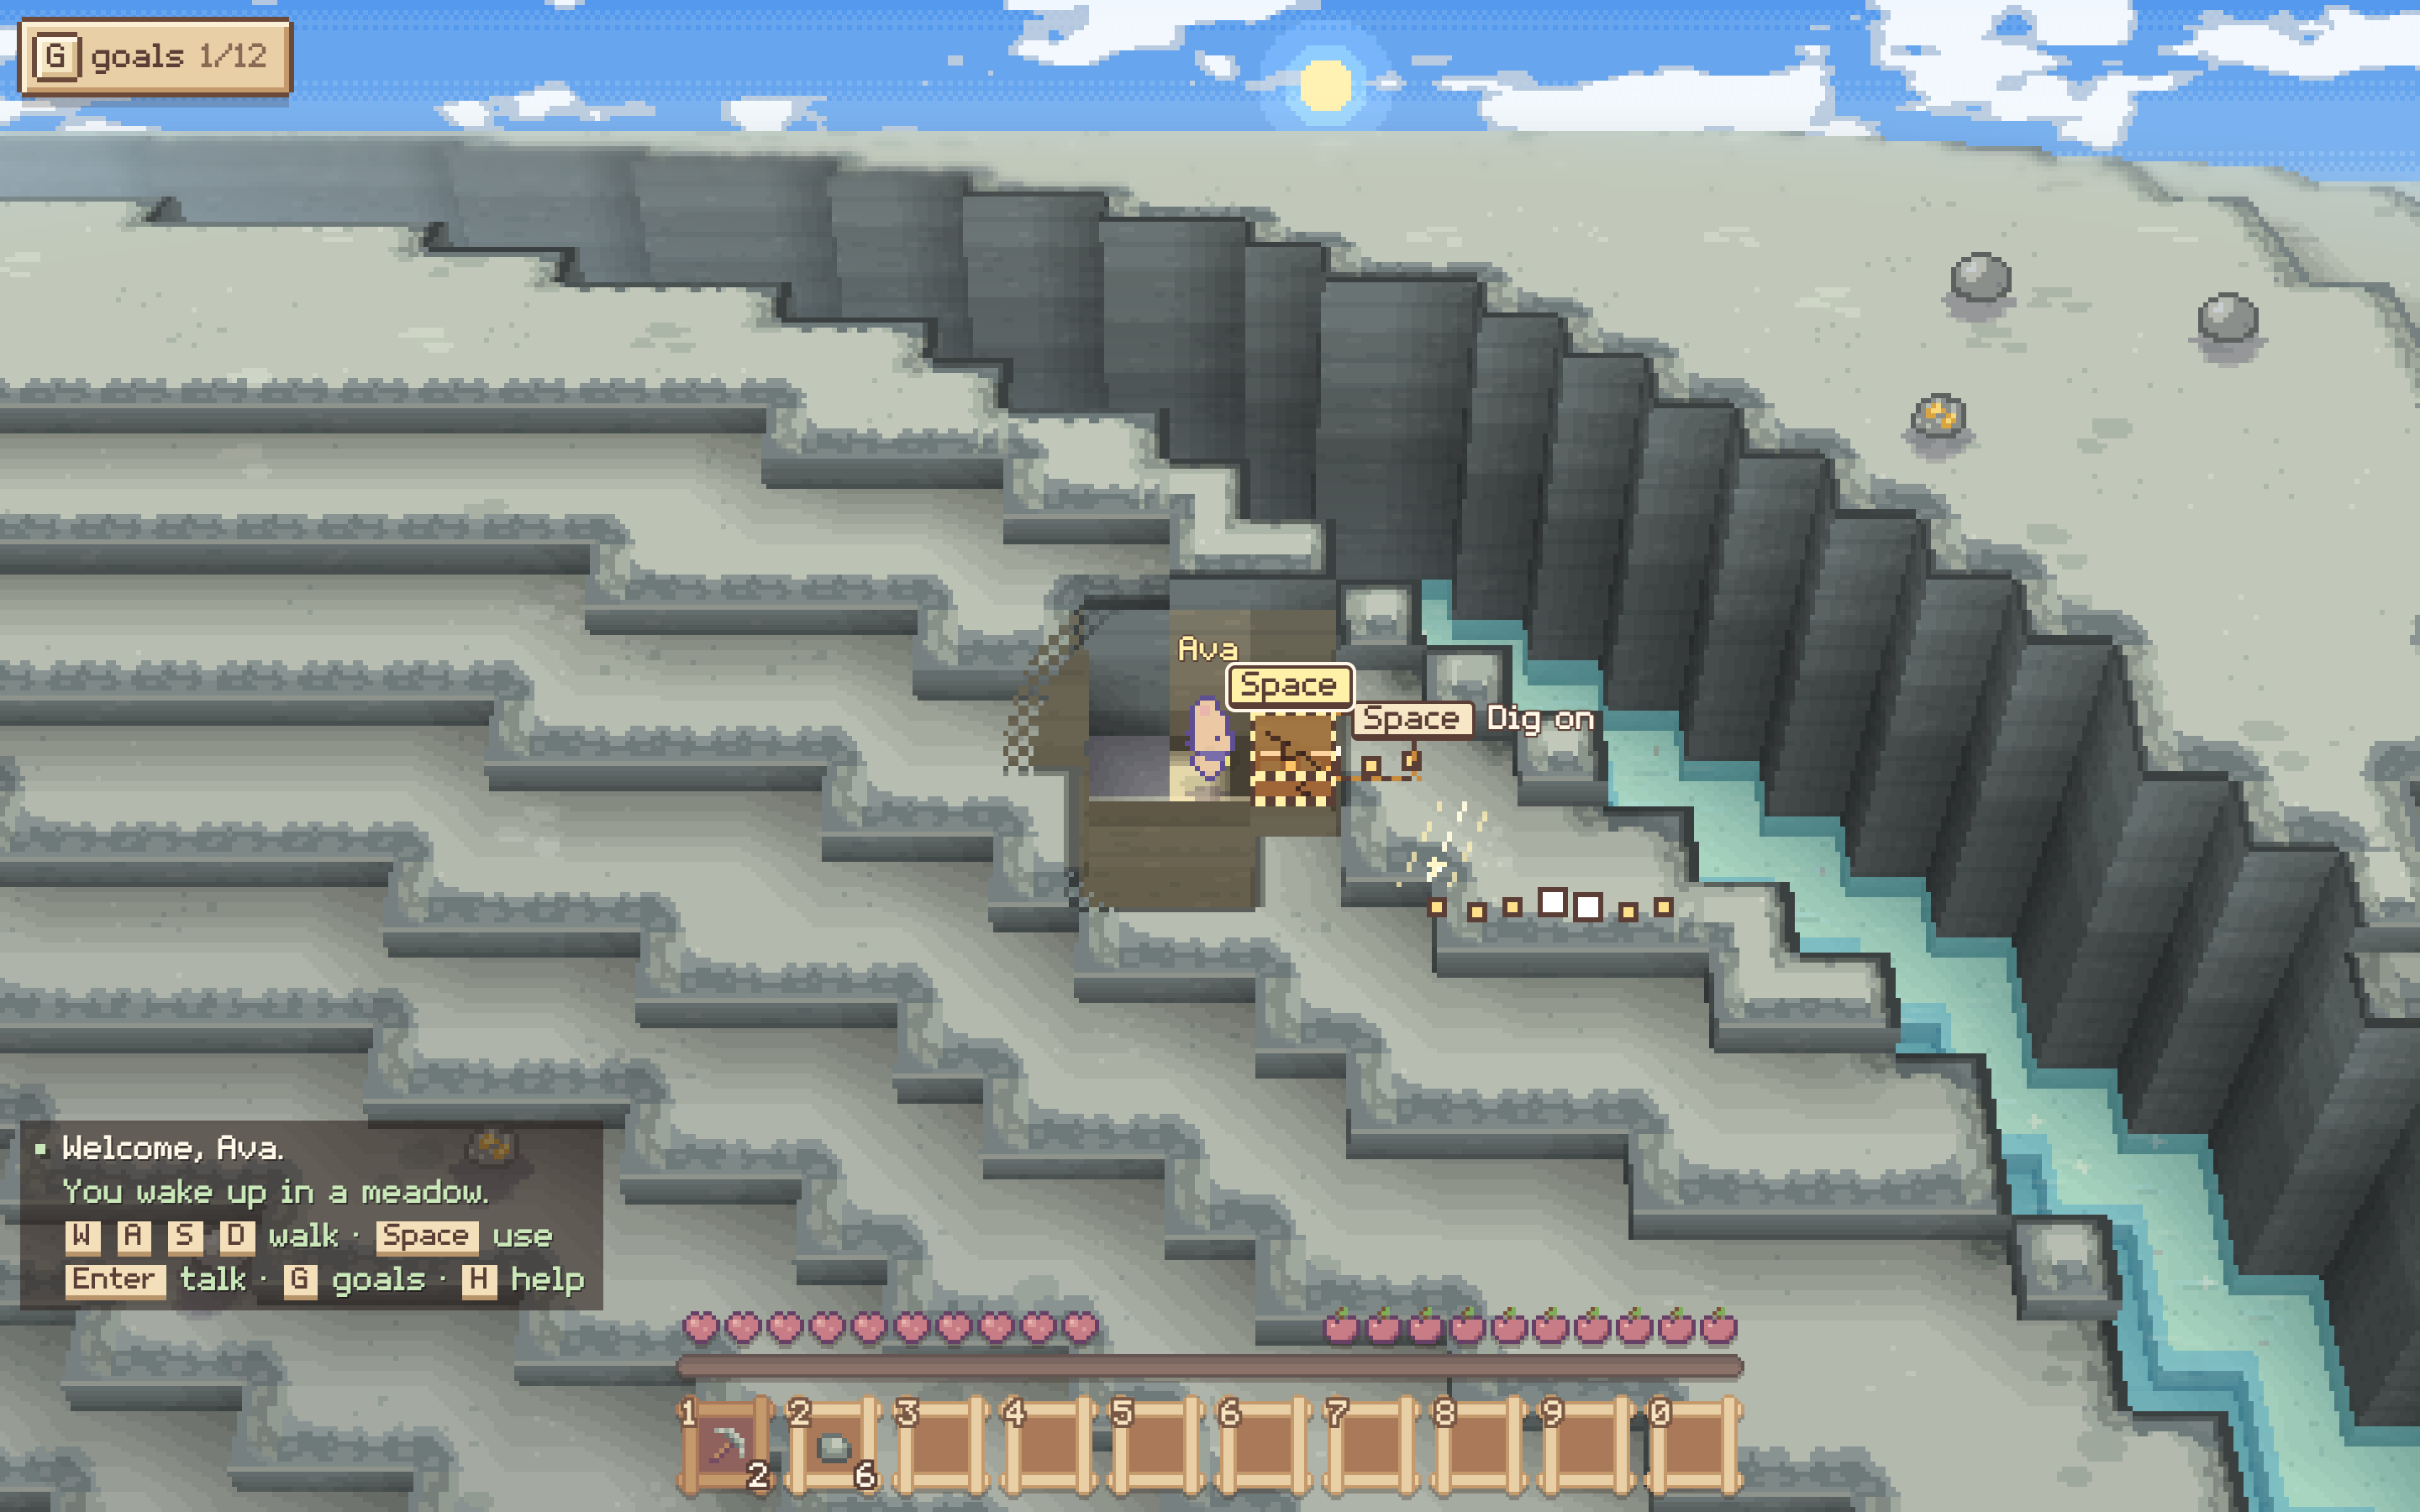 G goals 1/12
Ava
Space
Space Dig on
Welcome, Ava.
You wake up in a meadow.
W A S D walk · Space use
Enter talk · G goals · H help
1 2 3 4 5 6 7 8 9 0
2 6